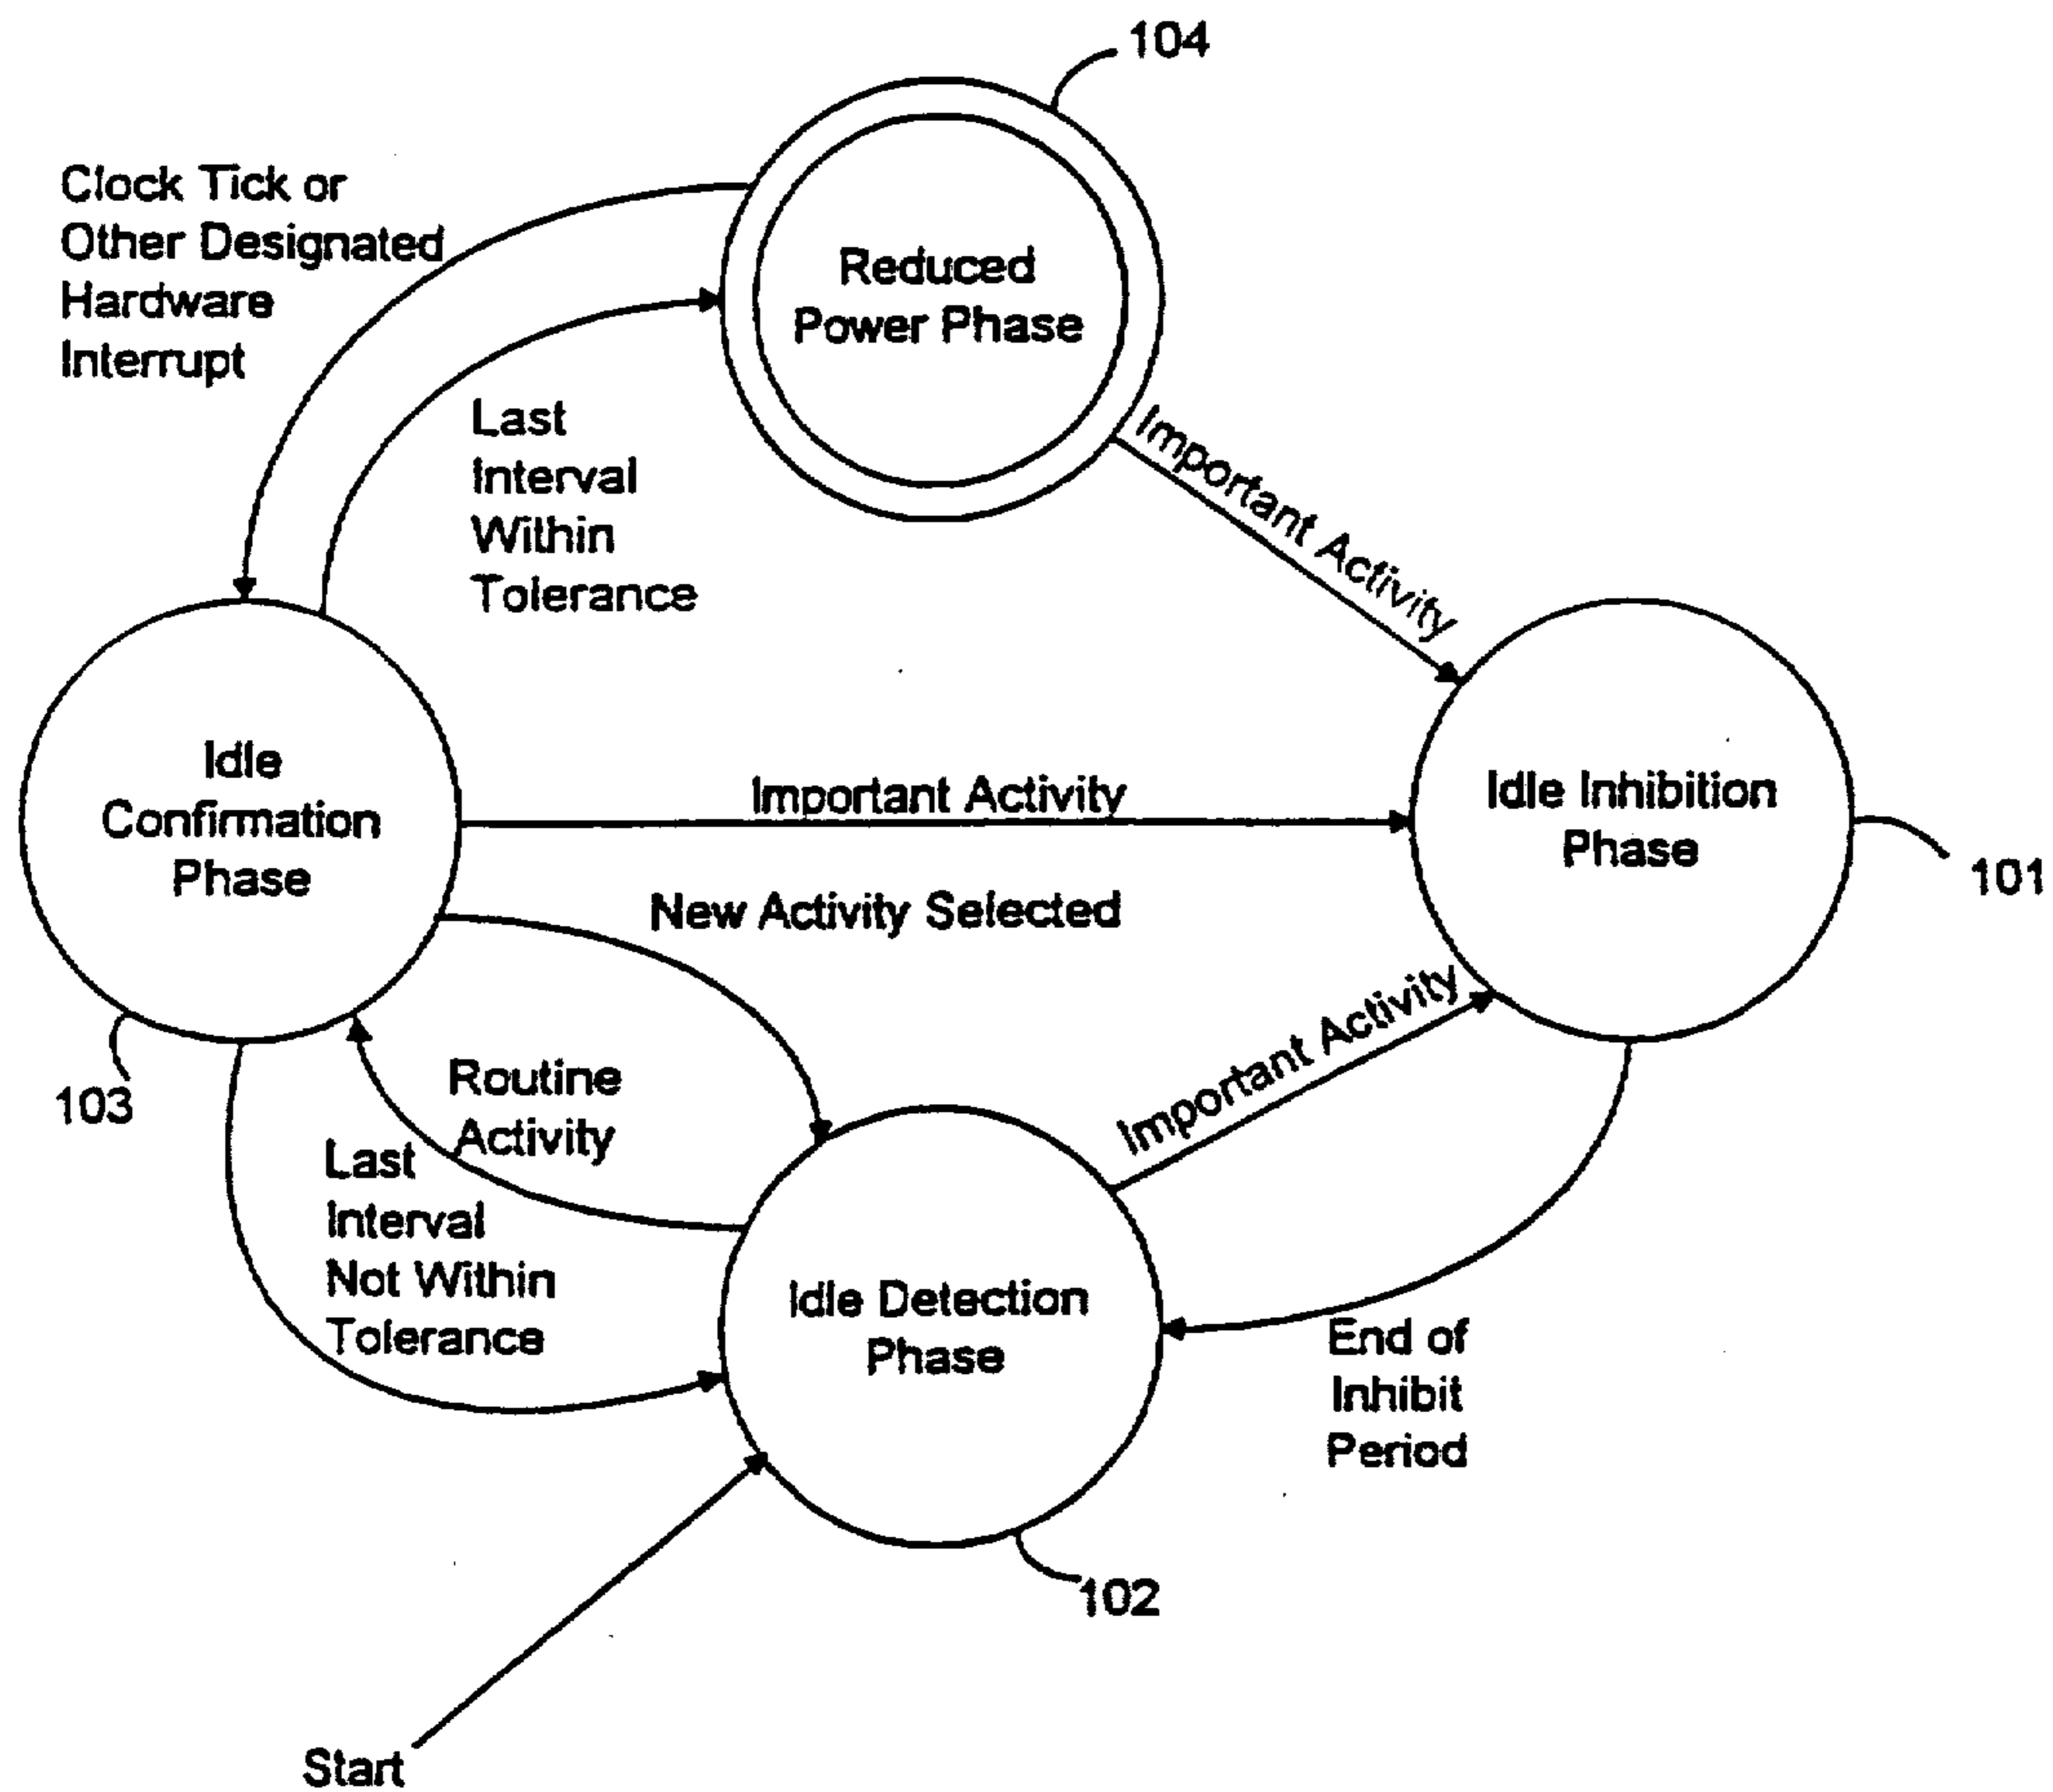 104
Clock Tick or
Other Designated
Hardware
Interrupt
Reduced
Power Phase
Last
Interval
Within
Tolerance
Important Activity
Idle
Confirmation
Phase
Important Activity
Idle Inhibition
Phase
101
New Activity Selected
103
Routine
Activity
Important Activity
Last
Interval
Not Within
Tolerance
Idle Detection
Phase
End of
Inhibit
Period
102
Start